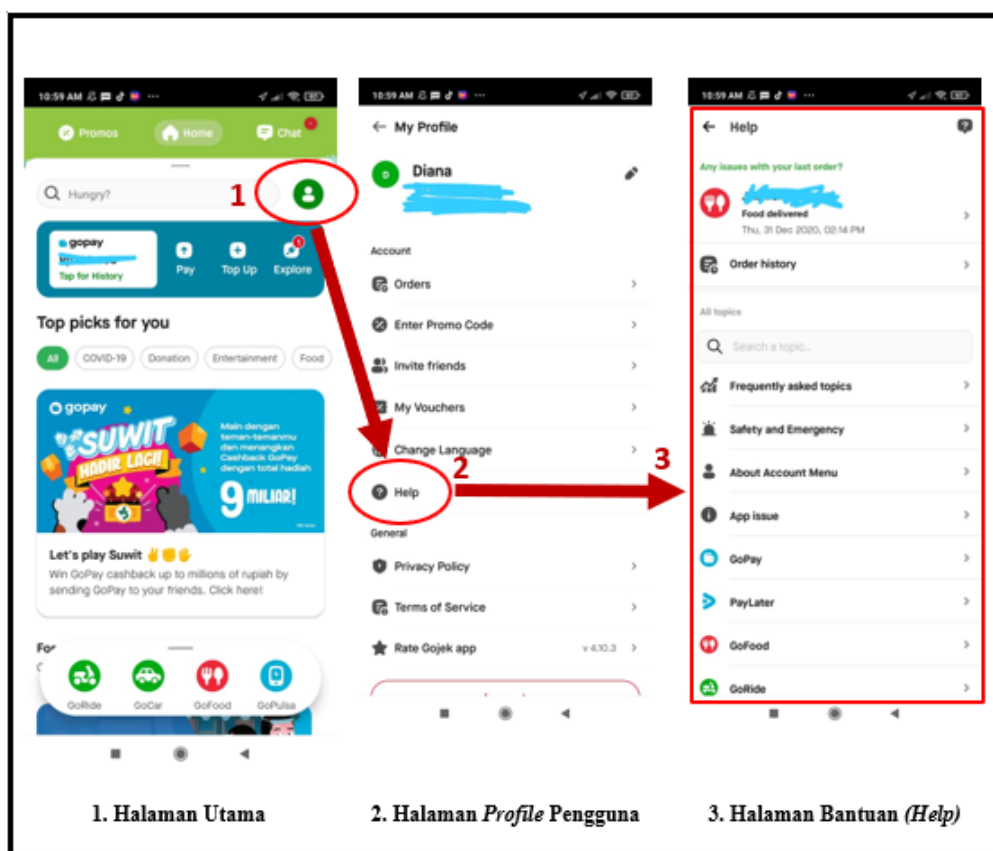 10:59 AM
Promos
Home
Chat
Hungry?
1
gopay
Tap for History
Pay
Top Up
Explore
1
Top picks for you
All
COVID-19
Donation
Entertainment
Food
gopay
SUWIT
HADIR LAGI!
Main dengan
teman-temanmu
dan menangkan
Cashback GoPay
dengan total hadiah
9 MILIAR!
Let's play Suwit
Win GoPay cashback up to millions of rupiah by
sending GoPay to your friends. Click here!
GoRide
GoCar
GoFood
GoPulsa
1. Halaman Utama
10:59 AM
My Profile
D
Diana
Account
Orders
Enter Promo Code
Invite friends
My Vouchers
Change Language
2
Help
General
Privacy Policy
Terms of Service
Rate Gojek app
v 4.10.3
2. Halaman Profile Pengguna
3
10:59 AM
Help
Any issues with your last order?
Food delivered
Thu, 31 Dec 2020, 02:14 PM
Order history
All topics
Search a topic..
Frequently asked topics
Safety and Emergency
About Account Menu
App issue
GoPay
PayLater
GoFood
GoRide
3. Halaman Bantuan (Help)